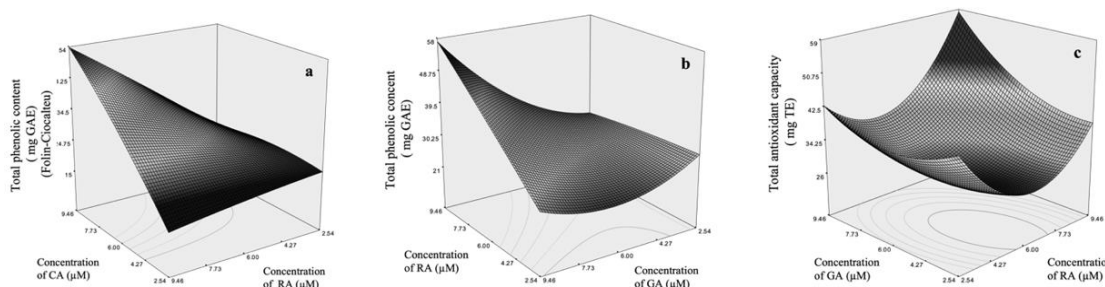 a
Total phenolic content
( mg GAE)
(Folin-Ciocalteu)
54
34.5
24.75
15
9.46
7.73
6.00
4.27
2.54
9.46
7.73
6.00
4.27
2.54
Concentration
of CA (µM)
Concentration
of RA (µM)
b
Total phenolic concent
( mg GAE)
58
48.75
39.5
30.25
21
9.46
7.73
6.00
4.27
2.54
9.46
7.73
6.00
4.27
2.54
Concentration
of RA (µM)
Concentration
of GA (µM)
c
Total antioxidant capacity
( mg TE)
59
50.75
42.5
34.25
26
9.46
7.73
6.00
4.27
2.54
2.54
4.27
6.00
7.73
9.46
Concentration
of GA (µM)
Concentration
of RA (µM)